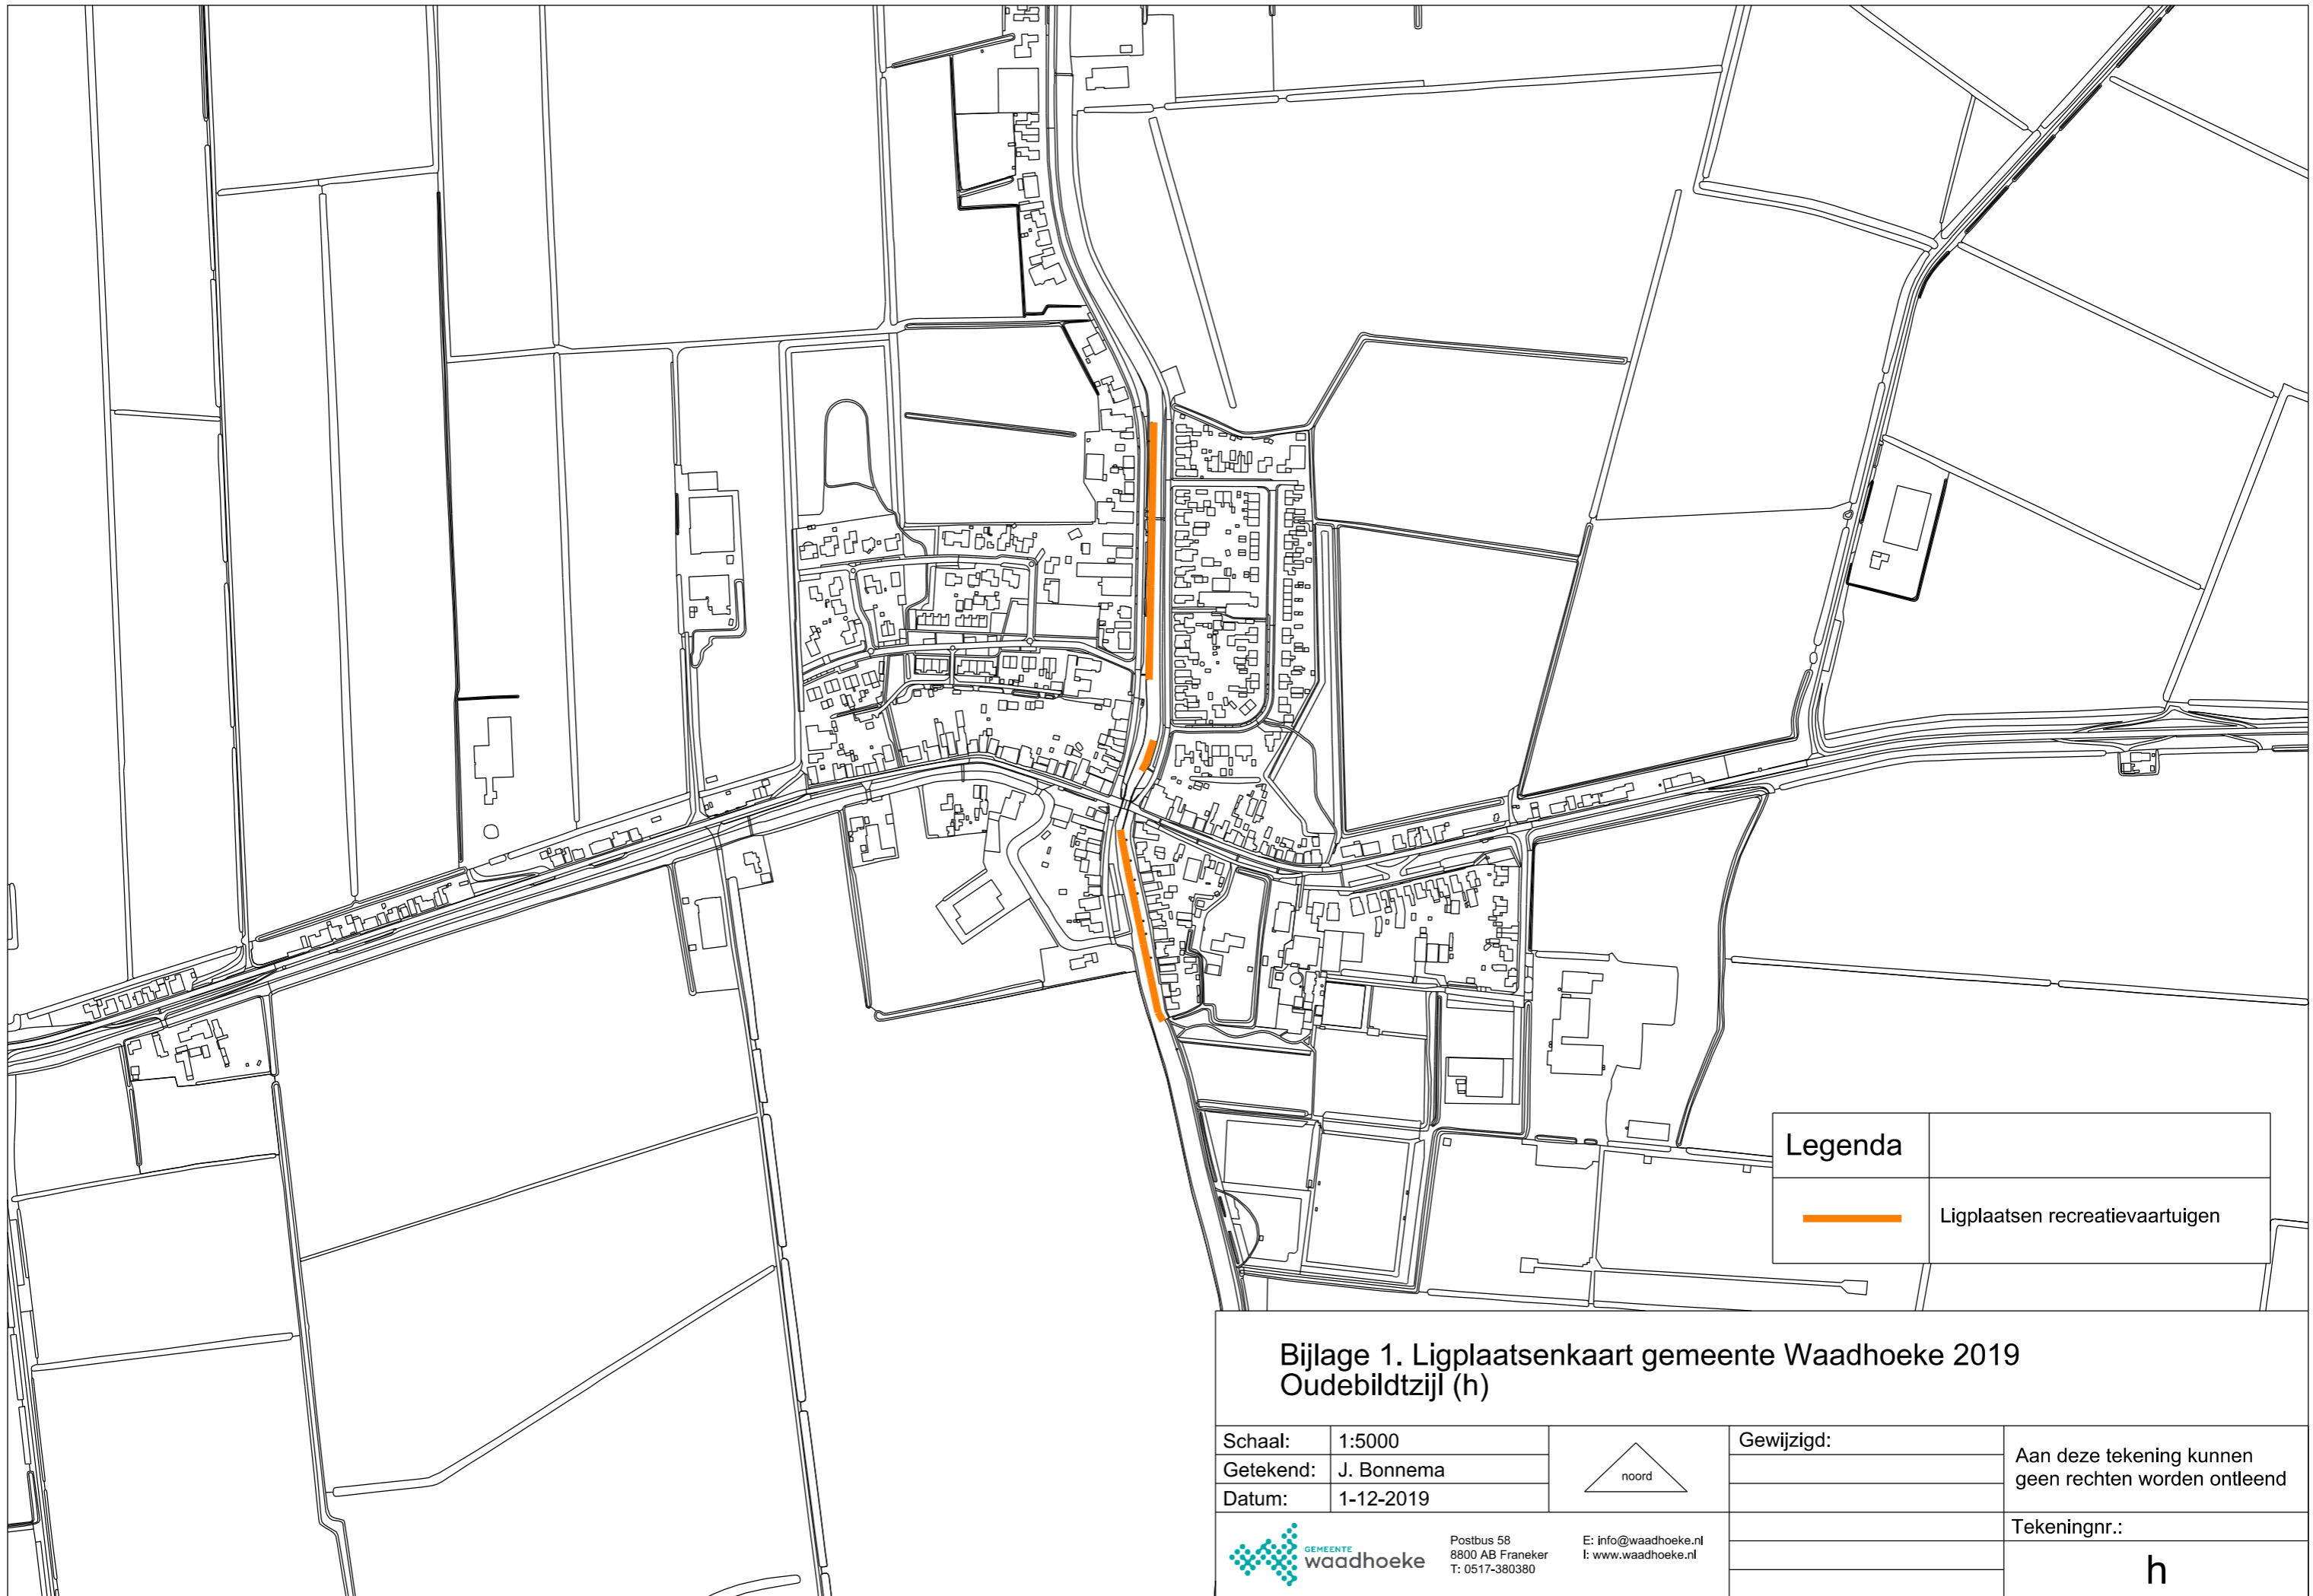 Legenda
Ligplaatsen recreatievaartuigen
Bijlage 1. Ligplaatsenkaart gemeente Waadhoeke 2019
Oudebildtzijl (h)
Schaal: 1:5000
Getekend: J. Bonnema
Datum: 1-12-2019
noord
Gewijzigd:
Aan deze tekening kunnen
geen rechten worden ontleend
GEMEENTE
waadhoeke
Postbus 58
8800 AB Franeker
T: 0517-380380
E: info@waadhoeke.nl
I: www.waadhoeke.nl
Tekeningnr.:
h